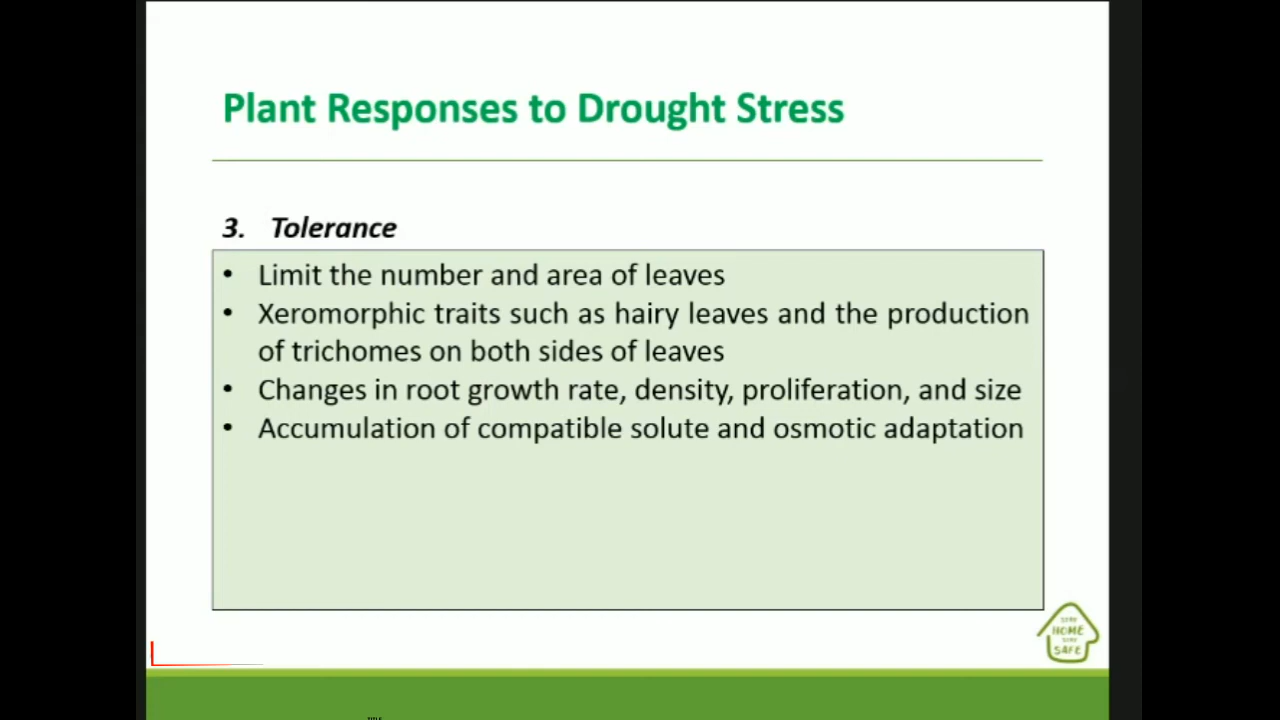 Plant Responses to Drought Stress
3. Tolerance
• Limit the number and area of leaves
• Xeromorphic traits such as hairy leaves and the production
of trichomes on both sides of leaves
• Changes in root growth rate, density, proliferation, and size
• Accumulation of compatible solute and osmotic adaptation
HOME
SAFE